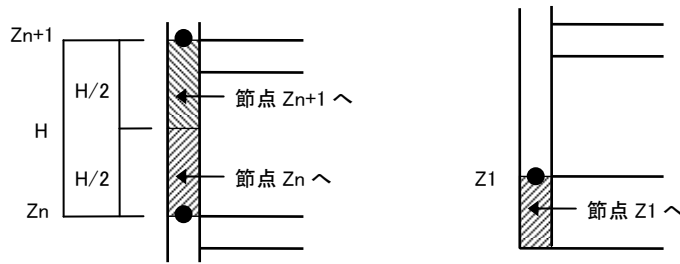 Zn+1
H/2
節点 Zn+1 へ
H
H/2
節点 Zn へ
Zn
Z1
節点 Z1 へ